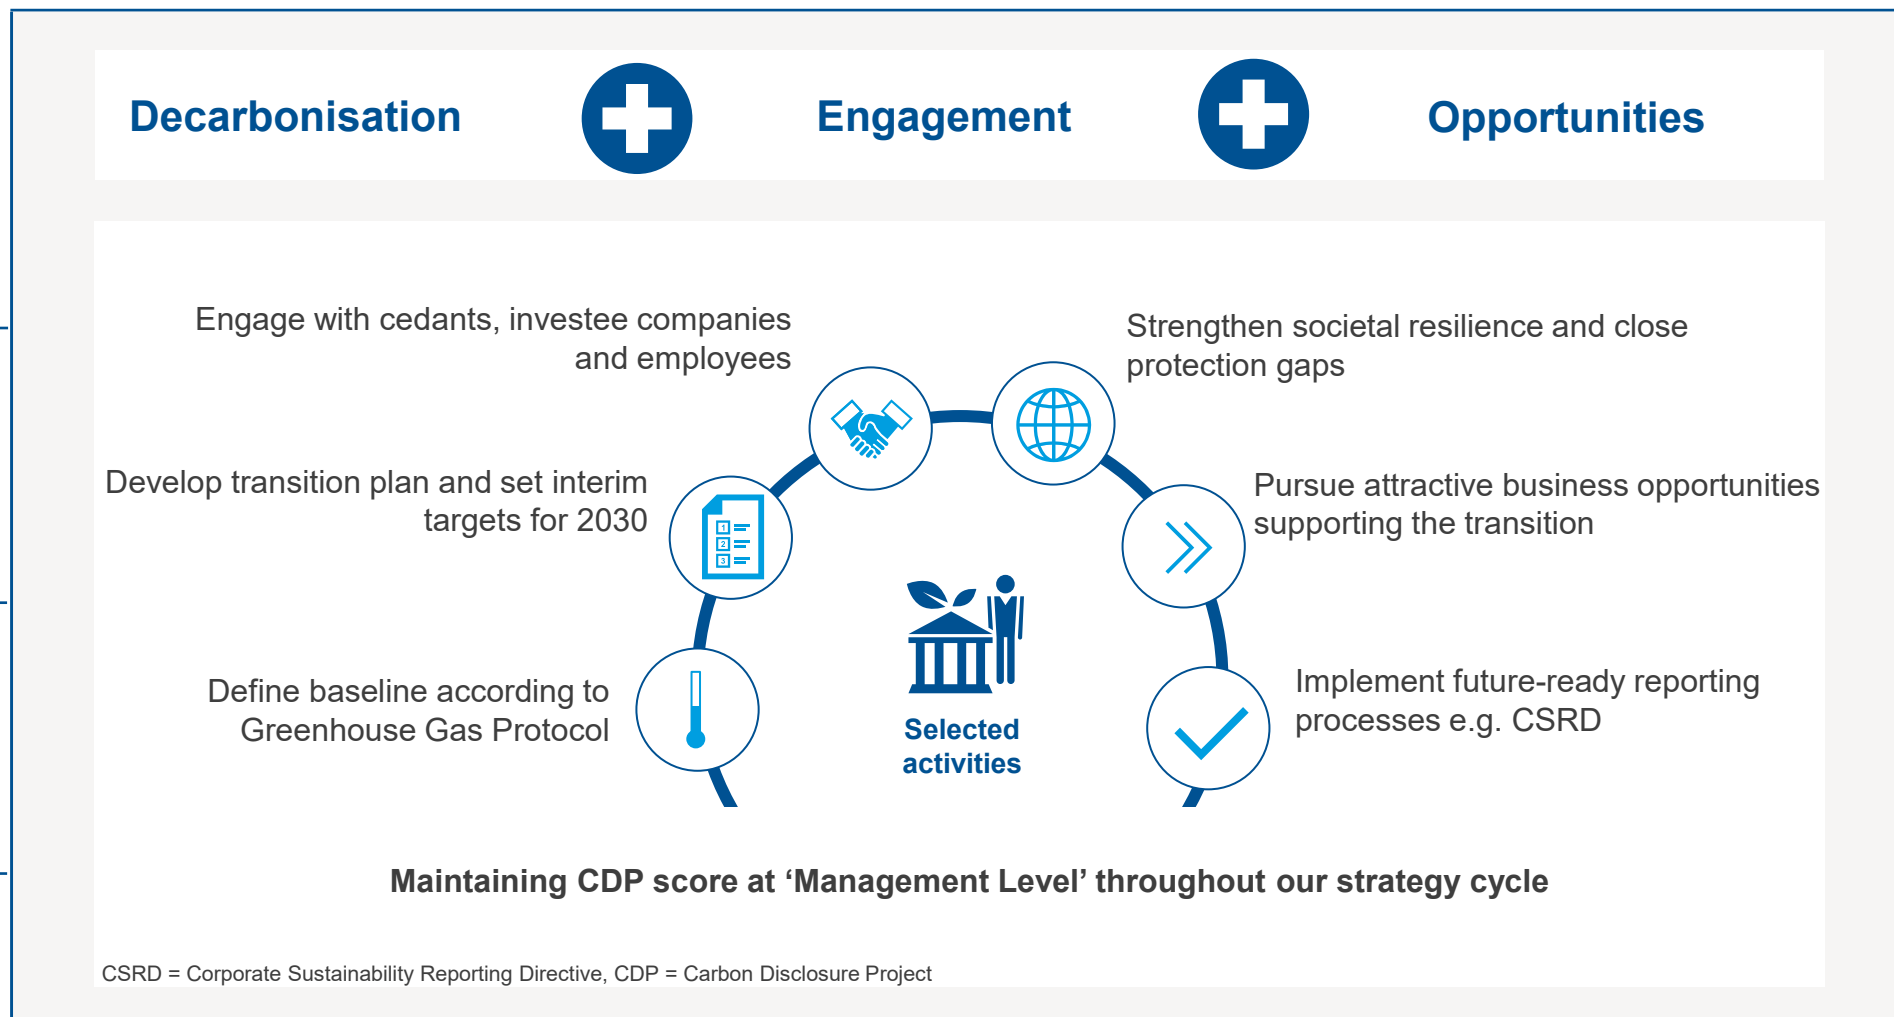 Decarbonisation
Engagement
Opportunities
Engage with cedants, investee companies
and employees
Strengthen societal resilience and close
protection gaps
Develop transition plan and set interim
targets for 2030
1
2
3
Pursue attractive business opportunities
supporting the transition
Define baseline according to
Greenhouse Gas Protocol
Selected
activities
Implement future-ready reporting
processes e.g. CSRD
Maintaining CDP score at ‘Management Level’ throughout our strategy cycle
CSRD = Corporate Sustainability Reporting Directive, CDP = Carbon Disclosure Project